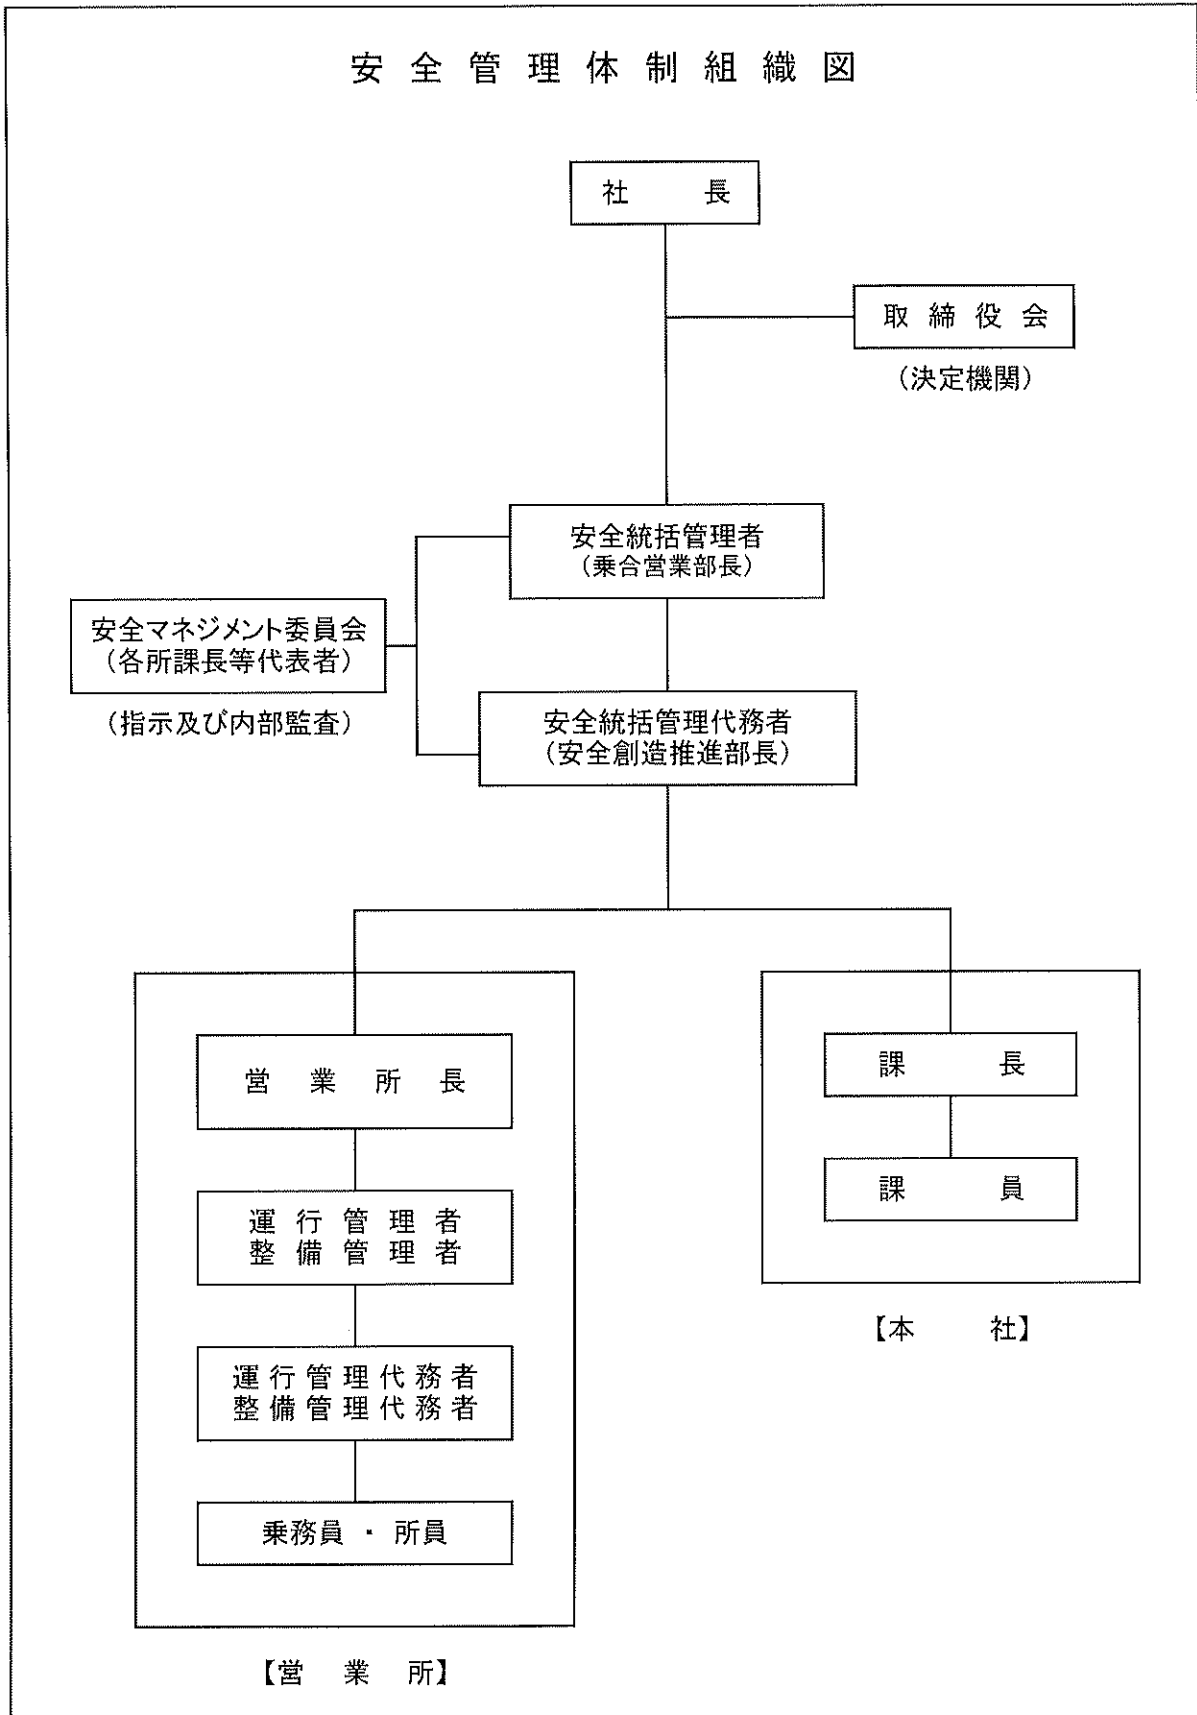 安全管理体制組織図
社長
取締役会
(決定機関)
安全統括管理者
(乗合営業部長)
安全マネジメント委員会
(各所課長等代表者)
(指示及び内部監査)
安全統括管理代務者
(安全創造推進部長)
営業所長
運行管理者
整備管理者
運行管理代務者
整備管理代務者
乗務員・所員
【営業所】
課長
課員
【本社】